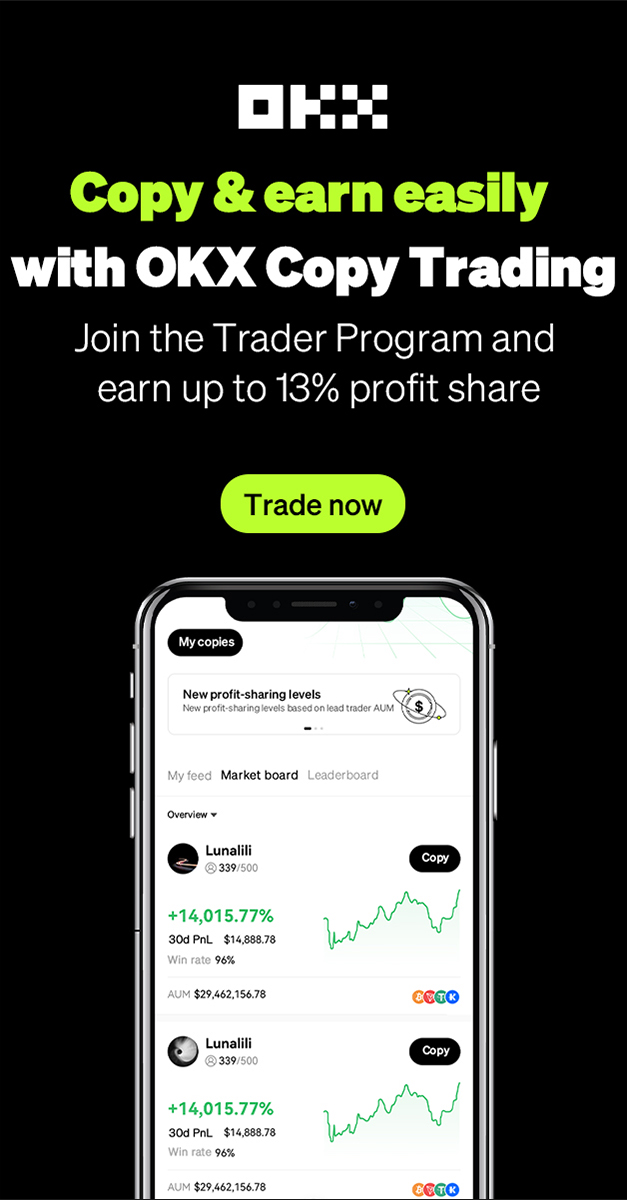 OKX
Copy & earn easily
with OKX Copy Trading
Join the Trader Program and
earn up to 13% profit share
Trade now
My copies
New profit-sharing levels
New profit-sharing levels based on lead trader AUM
$
My feed Market board Leaderboard
Overview
Lunalili
339/500
Copy
+14,015.77%
30d PnL $14,888.78
Win rate 96%
AUM $29,462,156.78
Lunalili
339/500
Copy
+14,015.77%
30d PnL $14,888.78
Win rate 96%
AUM $29,462,156.78